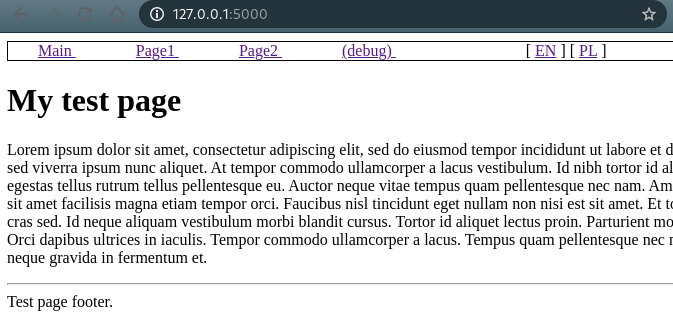 127.0.0.1:5000
Main Page1 Page2 (debug) [ EN ] [ PL ]
My test page
Lorem ipsum dolor sit amet, consectetur adipiscing elit, sed do eiusmod tempor incididunt ut labore et d
sed viverra ipsum nunc aliquet. At tempor commodo ullamcorper a lacus vestibulum. Id nibh tortor id al
egestas tellus rutrum tellus pellentesque eu. Auctor neque vitae tempus quam pellentesque nec nam. Am
sit amet facilisis magna etiam tempor orci. Faucibus nisl tincidunt eget nullam non nisi est sit amet. Et to
cras sed. Id neque aliquam vestibulum morbi blandit cursus. Tortor id aliquet lectus proin. Parturient mo
Orci dapibus ultrices in iaculis. Tempor commodo ullamcorper a lacus. Tempus quam pellentesque nec n
neque gravida in fermentum et.
Test page footer.